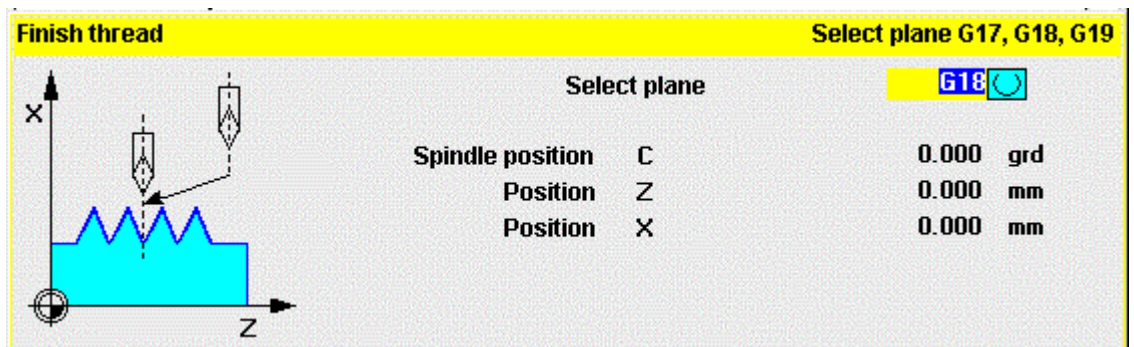 Finish thread Select plane G17, G18, G19
Select plane G18
X
Spindle position C 0.000 grd
Position Z 0.000 mm
Position X 0.000 mm
Z